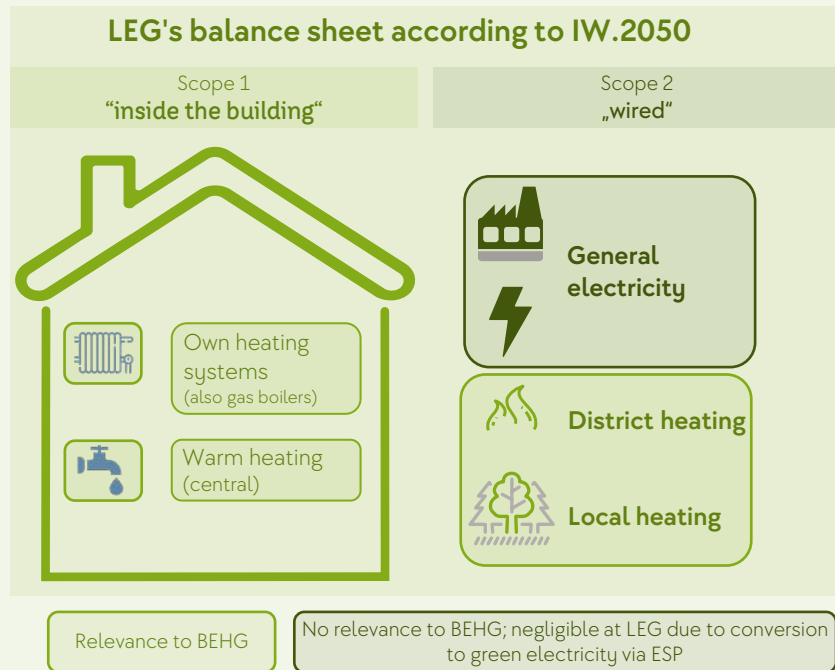 LEG's balance sheet according to IW.2050
Scope 1
“inside the building“
Scope 2
„wired“
General
electricity
Own heating
systems
(also gas boilers)
Warm heating
(central)
District heating
Local heating
Relevance to BEHG
No relevance to BEHG; negligible at LEG due to conversion
to green electricity via ESP